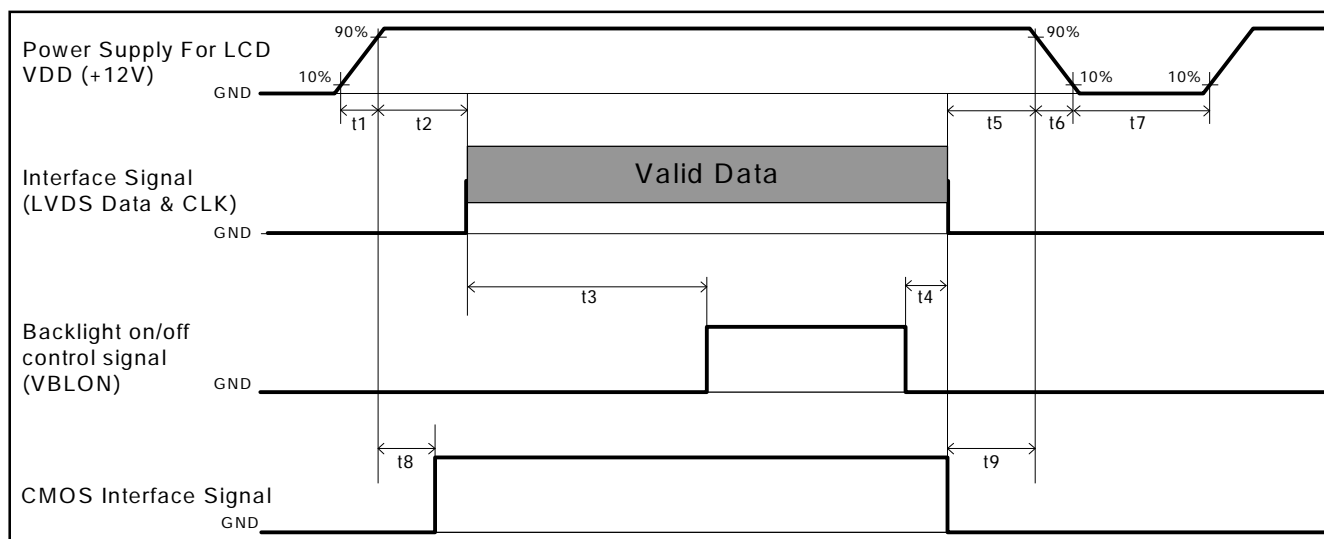 Power Supply For LCD
VDD (+12V)
90%
10%
GND
t1
t2
t5
90%
t6
10%
t7
10%
Interface Signal
(LVDS Data & CLK)
GND
Valid Data
t3
t4
Backlight on/off
control signal
(VBLON)
GND
t8
t9
CMOS Interface Signal
GND